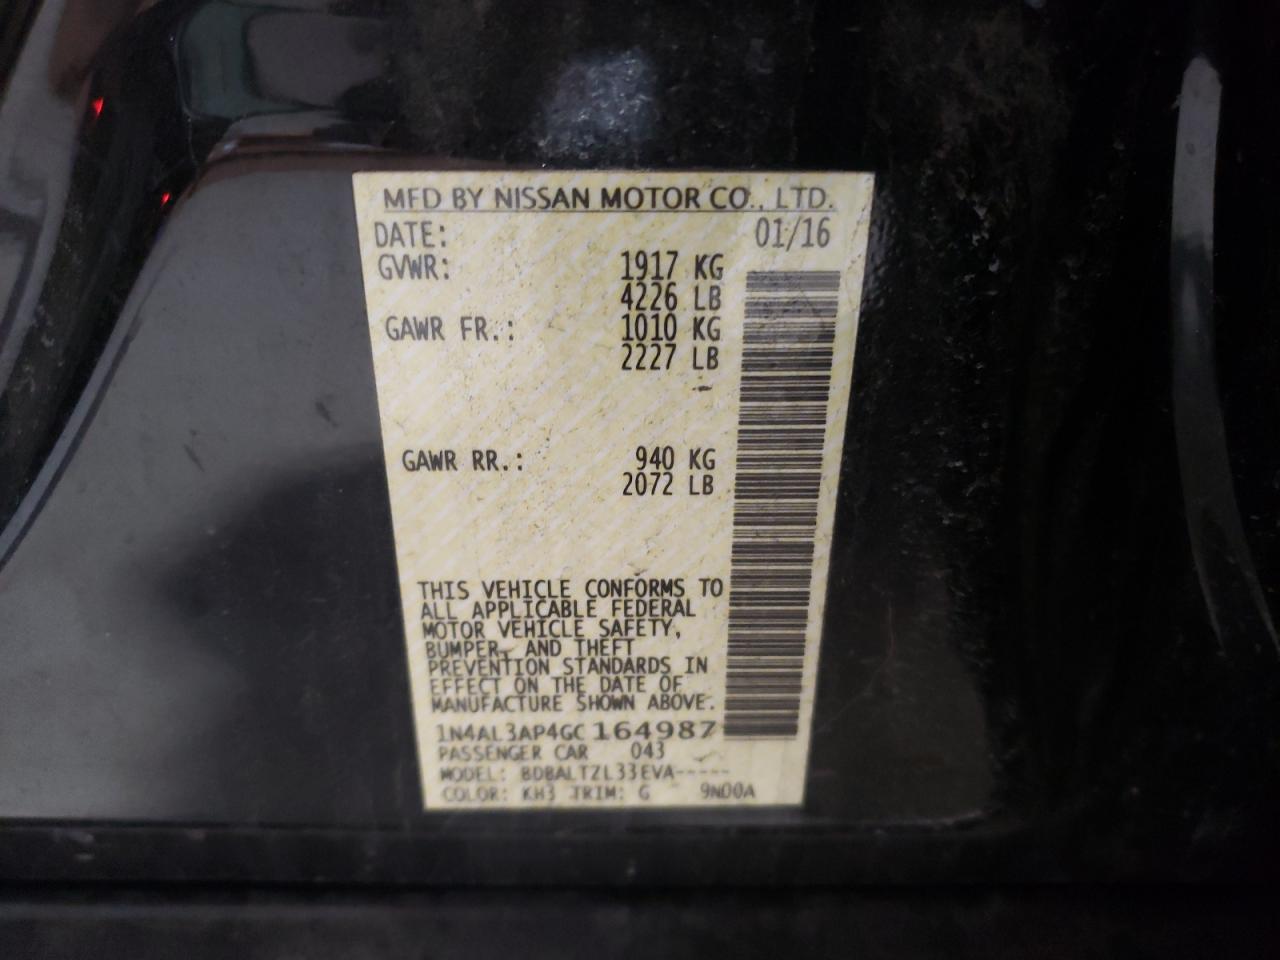 MFD BY NISSAN MOTOR CO., LTD.
DATE: 01/16
GVWR: 1917 KG
4226 LB
GAWR FR.: 1010 KG
2227 LB
GAWR RR.: 940 KG
2072 LB
THIS VEHICLE CONFORMS TO
ALL APPLICABLE FEDERAL
MOTOR VEHICLE SAFETY,
BUMPER, AND THEFT
PREVENTION STANDARDS IN
EFFECT ON THE DATE OF
MANUFACTURE SHOWN ABOVE.
1N4AL3AP4GC164987
PASSENGER CAR 043
MODEL: BDBALTZL33EVA-----
COLOR: KH3 TRIM: G 9ND0A